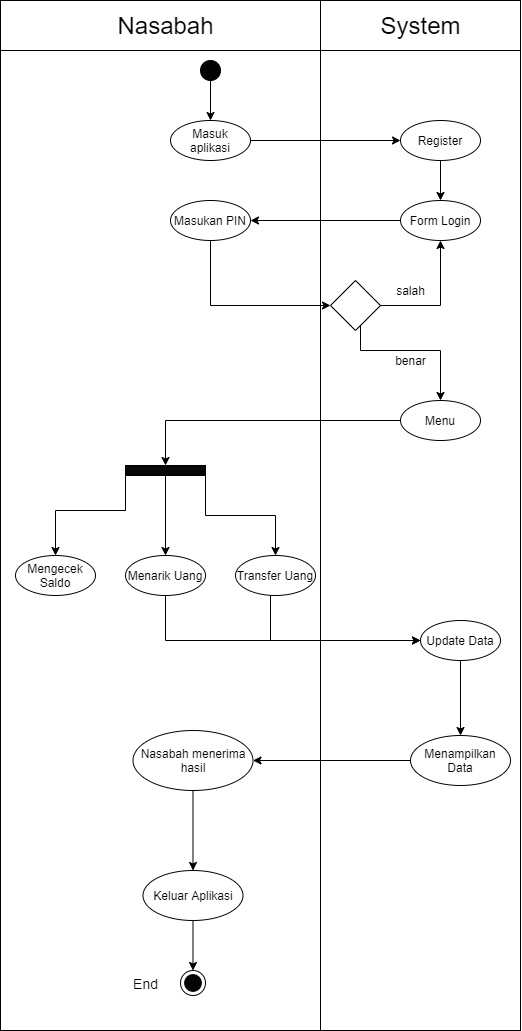 Nasabah
System
Masuk
aplikasi
Register
Masukan PIN
Form Login
salah
benar
Menu
Mengecek
Saldo
Menarik Uang
Transfer Uang
Update Data
Nasabah menerima
hasil
Menampilkan
Data
Keluar Aplikasi
End